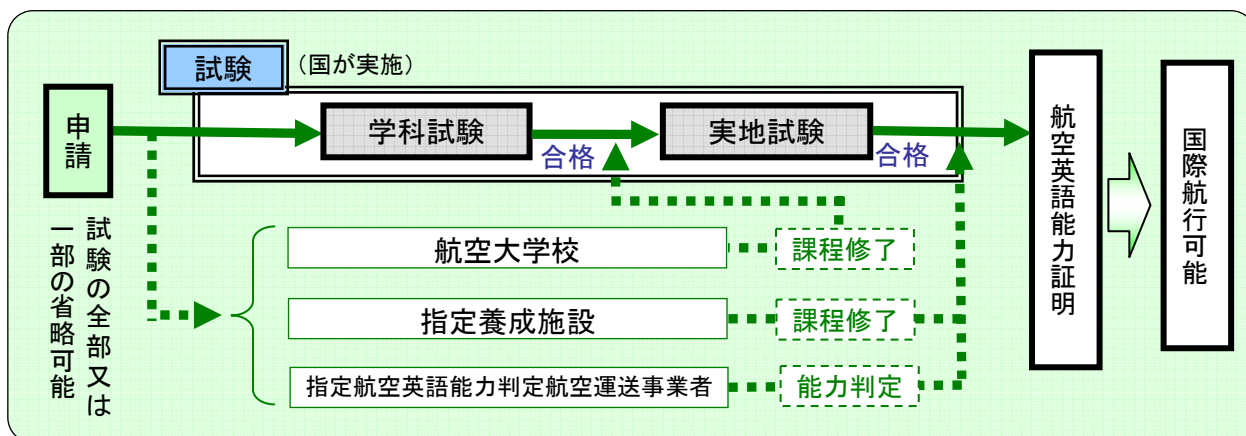 試験
(国が実施)
申請
学科試験
合格
実地試験
合格
試験の全部又は
一部の省略可能
航空大学校
課程修了
指定養成施設
課程修了
指定航空英語能力判定航空運送事業者
能力判定
航空英語能力証明
国際航行可能